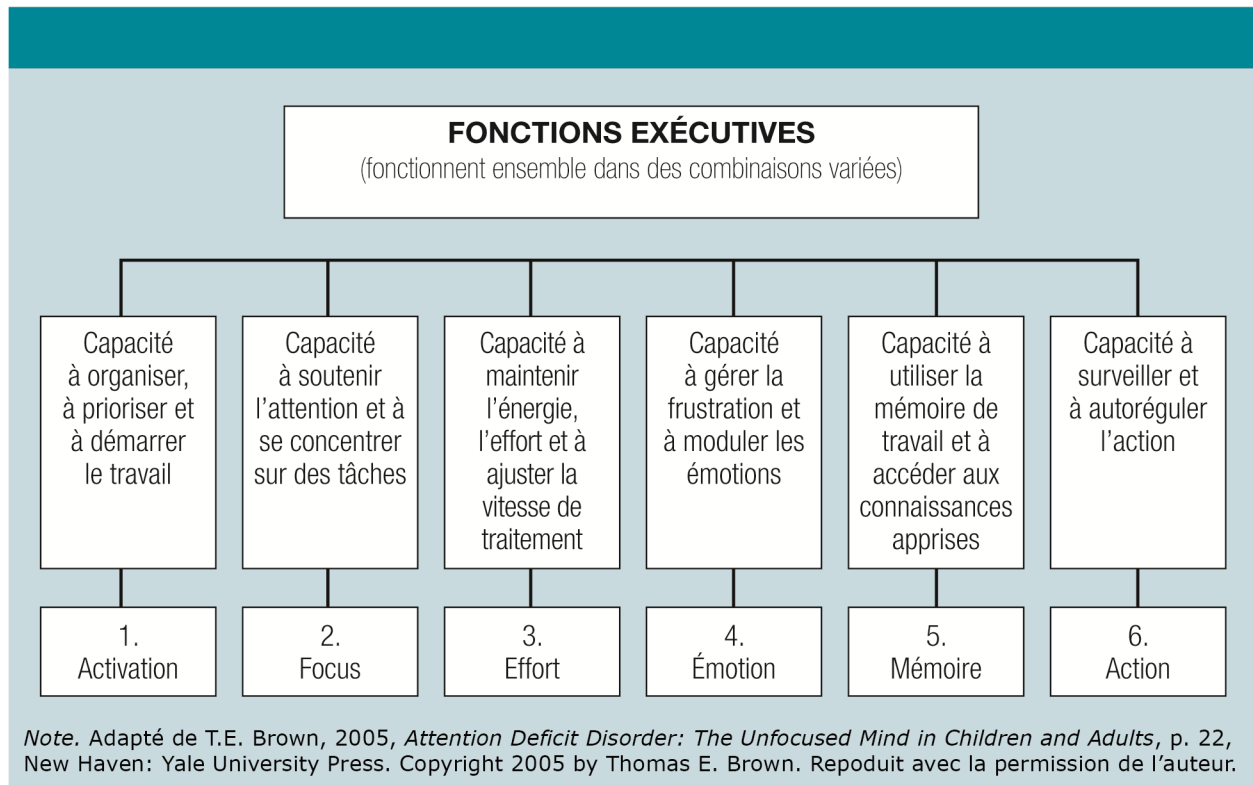 FONCTIONS EXÉCUTIVES
(fonctionnent ensemble dans des combinaisons variées)
Capacité
à organiser,
à prioriser et
à démarrer
le travail
Capacité
à soutenir
l'attention et à
se concentrer
sur des tâches
Capacité à
maintenir
l'énergie,
l'effort et à
ajuster la
vitesse de
traitement
Capacité
à gérer la
frustration et
à moduler les
émotions
Capacité à
utiliser la
mémoire de
travail et à
accéder aux
connaissances
apprises
Capacité à
surveiller et
à autoréguler
l'action
1.
Activation
2.
Focus
3.
Effort
4.
Émotion
5.
Mémoire
6.
Action
Note. Adapté de T.E. Brown, 2005, Attention Deficit Disorder: The Unfocused Mind in Children and Adults, p. 22,
New Haven: Yale University Press. Copyright 2005 by Thomas E. Brown. Repoduit avec la permission de l'auteur.